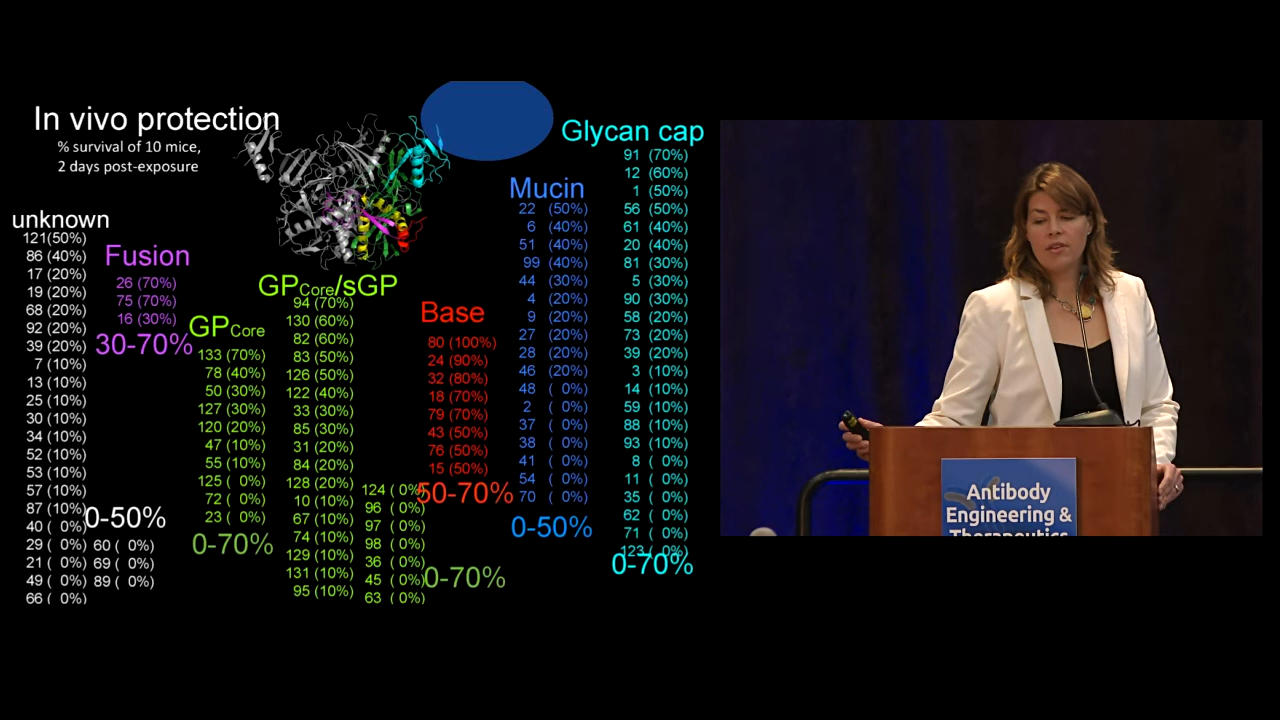 In vivo protection
% survival of 10 mice,
2 days post-exposure
unknown
121(50%)
86 (40%)
17 (20%)
19 (20%)
68 (20%)
92 (20%)
39 (20%)
7 (10%)
13 (10%)
25 (10%)
30 (10%)
34 (10%)
52 (10%)
53 (10%)
57 (10%)
87 (10%)
40 ( 0%)
29 ( 0%)
21 ( 0%)
49 ( 0%)
66 ( 0%)
0-50%
60 ( 0%)
69 ( 0%)
89 ( 0%)
Fusion
26 (70%)
75 (70%)
16 (30%)
30-70%
GPCore
133 (70%)
78 (40%)
50 (30%)
127 (30%)
120 (20%)
47 (10%)
55 (10%)
125 ( 0%)
72 ( 0%)
23 ( 0%)
0-70%
GPCore/sGP
94 (70%)
130 (60%)
82 (60%)
83 (50%)
126 (50%)
122 (40%)
33 (30%)
85 (30%)
31 (20%)
84 (20%)
128 (20%)
10 (10%)
67 (10%)
74 (10%)
129 (10%)
131 (10%)
95 (10%)
124 ( 0%)
96 ( 0%)
97 ( 0%)
98 ( 0%)
36 ( 0%)
45 ( 0%)
63 ( 0%)
0-70%
Base
80 (100%)
24 (90%)
32 (80%)
18 (70%)
79 (70%)
43 (50%)
76 (50%)
15 (50%)
50-70%
Mucin
22 (50%)
6 (40%)
51 (40%)
99 (40%)
44 (30%)
4 (20%)
9 (20%)
27 (20%)
28 (20%)
46 (20%)
48 ( 0%)
2 ( 0%)
37 ( 0%)
38 ( 0%)
41 ( 0%)
54 ( 0%)
70 ( 0%)
0-50%
Glycan cap
91 (70%)
12 (60%)
1 (50%)
56 (50%)
61 (40%)
20 (40%)
81 (30%)
5 (30%)
90 (30%)
58 (20%)
73 (20%)
39 (20%)
3 (10%)
14 (10%)
59 (10%)
88 (10%)
93 (10%)
8 ( 0%)
11 ( 0%)
35 ( 0%)
62 ( 0%)
71 ( 0%)
123 ( 0%)
0-70%
Antibody
Engineering &
Therapeutics